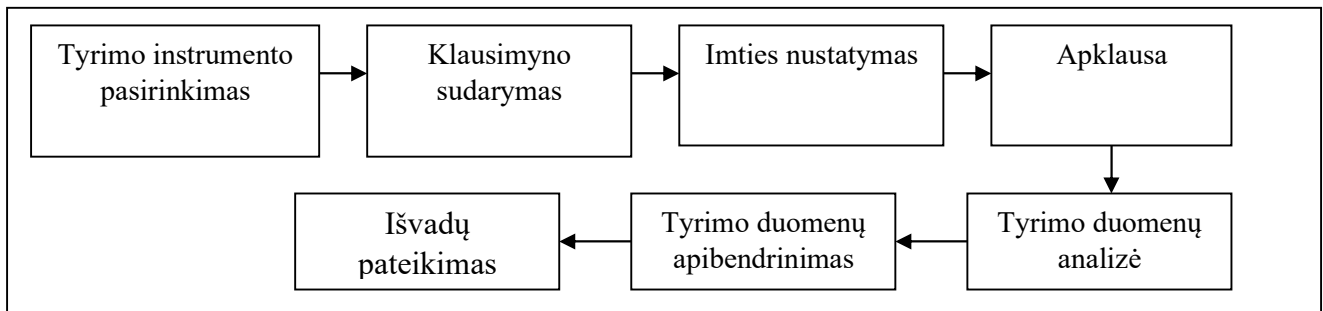 Tyrimo instrumento
pasirinkimas
Klausimyno
sudarymas
Imties nustatymas
Apklausa
Tyrimo duomenų
analizė
Tyrimo duomenų
apibendrinimas
Išvadų
pateikimas